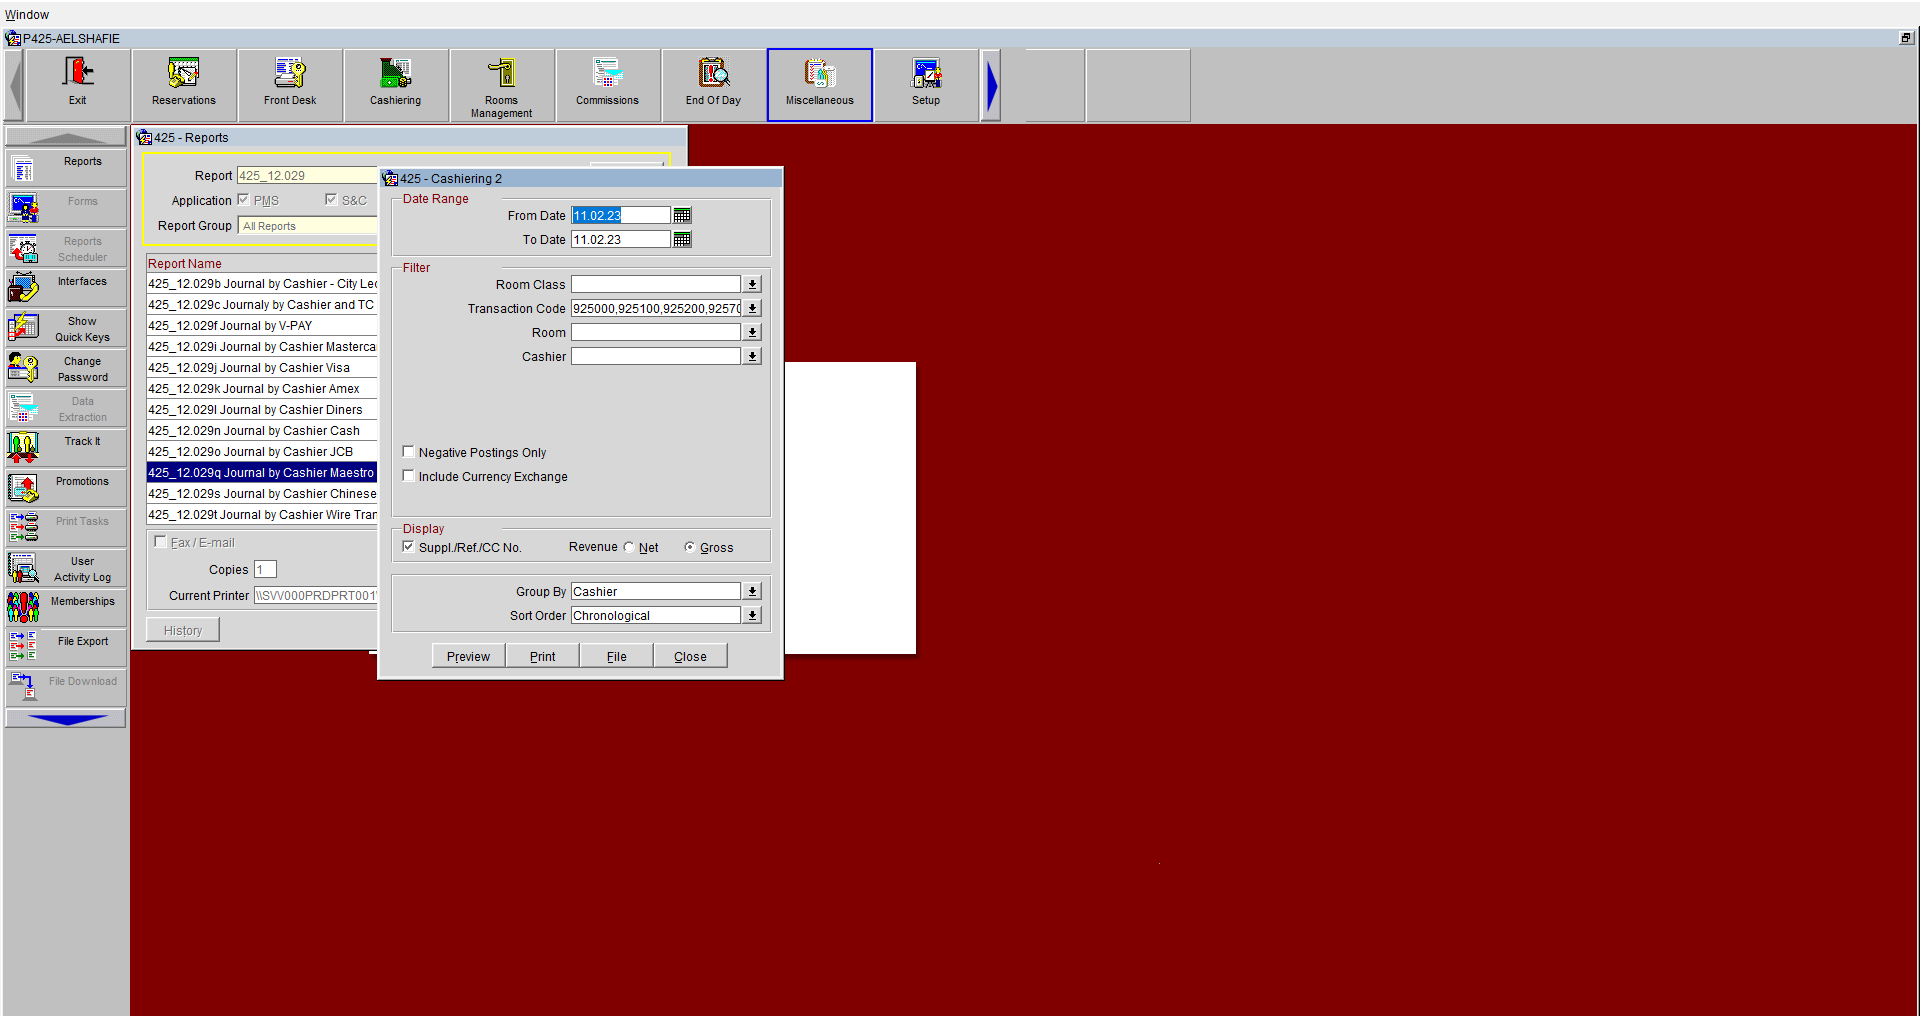 Window
P425-AELSHAFIE
Exit
Reservations
Front Desk
Cashiering
Rooms
Management
Commissions
End Of Day
Miscellaneous
Setup
Reports
Forms
Reports
Scheduler
Interfaces
Show
Quick Keys
Change
Password
Data
Extraction
Track It
Promotions
Print Tasks
User
Activity Log
Memberships
File Export
File Download
425 - Reports
Report 425_12.029
Application PMS S&C
Report Group All Reports
Report Name
425_12.029b Journal by Cashier - City Led
425_12.029c Journaly by Cashier and TC
425_12.029f Journal by V-PAY
425_12.029i Journal by Cashier Masterca
425_12.029j Journal by Cashier Visa
425_12.029k Journal by Cashier Amex
425_12.029l Journal by Cashier Diners
425_12.029n Journal by Cashier Cash
425_12.029o Journal by Cashier JCB
425_12.029q Journal by Cashier Maestro
425_12.029s Journal by Cashier Chinese
425_12.029t Journal by Cashier Wire Tran
Fax / E-mail
Copies 1
Current Printer \\SVV000PRDPRT001\
History
425 - Cashiering 2
Date Range
From Date 11.02.23
To Date 11.02.23
Filter
Room Class
Transaction Code 925000,925100,925200,92570
Room
Cashier
Negative Postings Only
Include Currency Exchange
Display
Suppl./Ref./CC No. Revenue Net Gross
Group By Cashier
Sort Order Chronological
Preview Print File Close